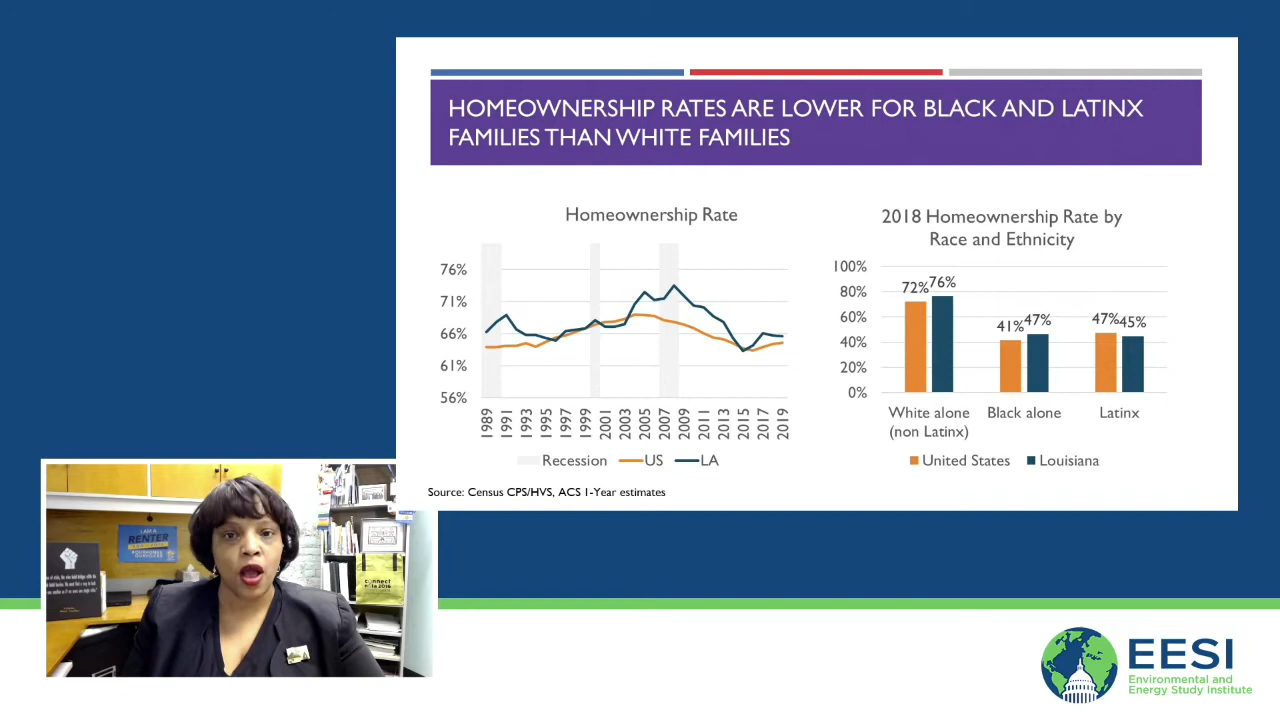 HOMEOWNERSHIP RATES ARE LOWER FOR BLACK AND LATINX
FAMILIES THAN WHITE FAMILIES
Homeownership Rate
76%
71%
66%
61%
56%
1989
1991
1993
1995
1997
1999
2001
2003
2005
2007
2009
2011
2013
2015
2017
2019
Recession
US
LA
2018 Homeownership Rate by
Race and Ethnicity
100%
80%
60%
40%
20%
0%
72%
76%
41%
47%
47%
45%
White alone
(non Latinx)
Black alone
Latinx
United States
Louisiana
Source: Census CPS/HVS, ACS 1-Year estimates
I AM A
RENTER
connect
EESI
Environmental and
Energy Study Institute